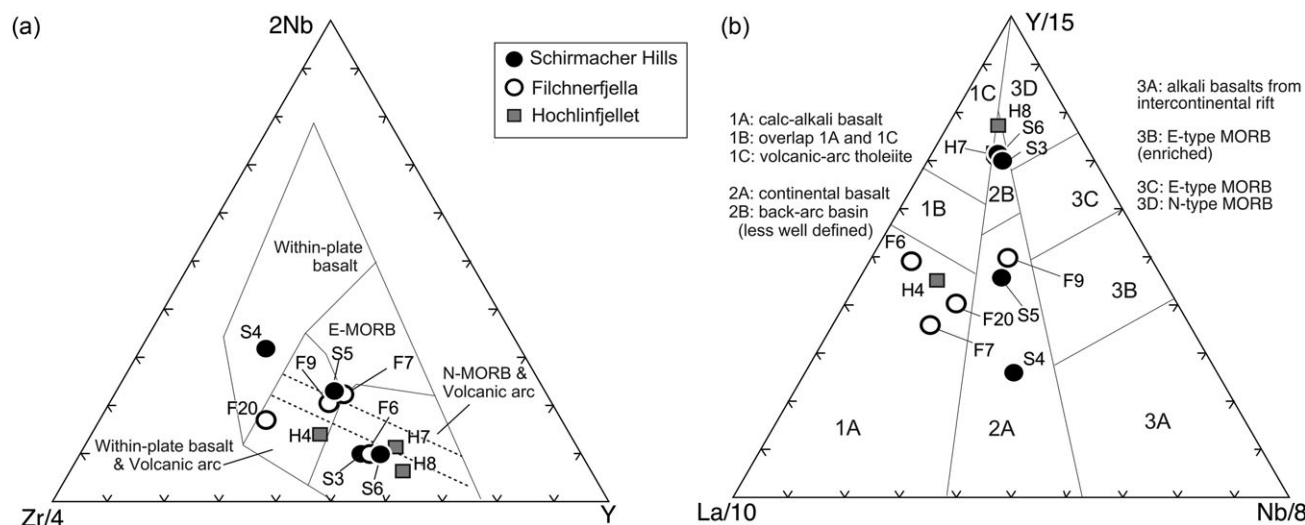 (a)
2Nb
Schirmacher Hills
Filchnerfjella
Hochlinfjellet
Within-plate
basalt
E-MORB
S4
S5
F9
F7
N-MORB &
Volcanic arc
F20
F6
H4
H7
Within-plate basalt
& Volcanic arc
H8
S3
S6
Zr/4
Y
(b)
Y/15
1C
3D
H8
S6
H7
S3
1A: calc-alkali basalt
1B: overlap 1A and 1C
1C: volcanic-arc tholeiite
2A: continental basalt
2B: back-arc basin
(less well defined)
3A: alkali basalts from
intercontinental rift
3B: E-type MORB
(enriched)
3C: E-type MORB
3D: N-type MORB
2B
1B
3C
F6
F9
H4
3B
F20
S5
F7
S4
1A
2A
3A
La/10
Nb/8